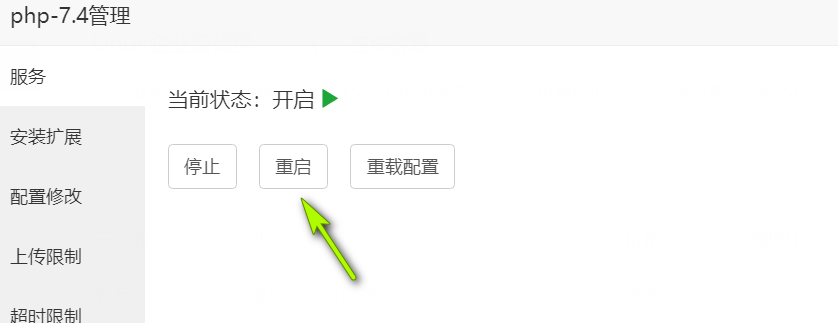 php-7.4管理
服务
当前状态：开启
安装扩展
停止 重启 重载配置
配置修改
上传限制
超时限制